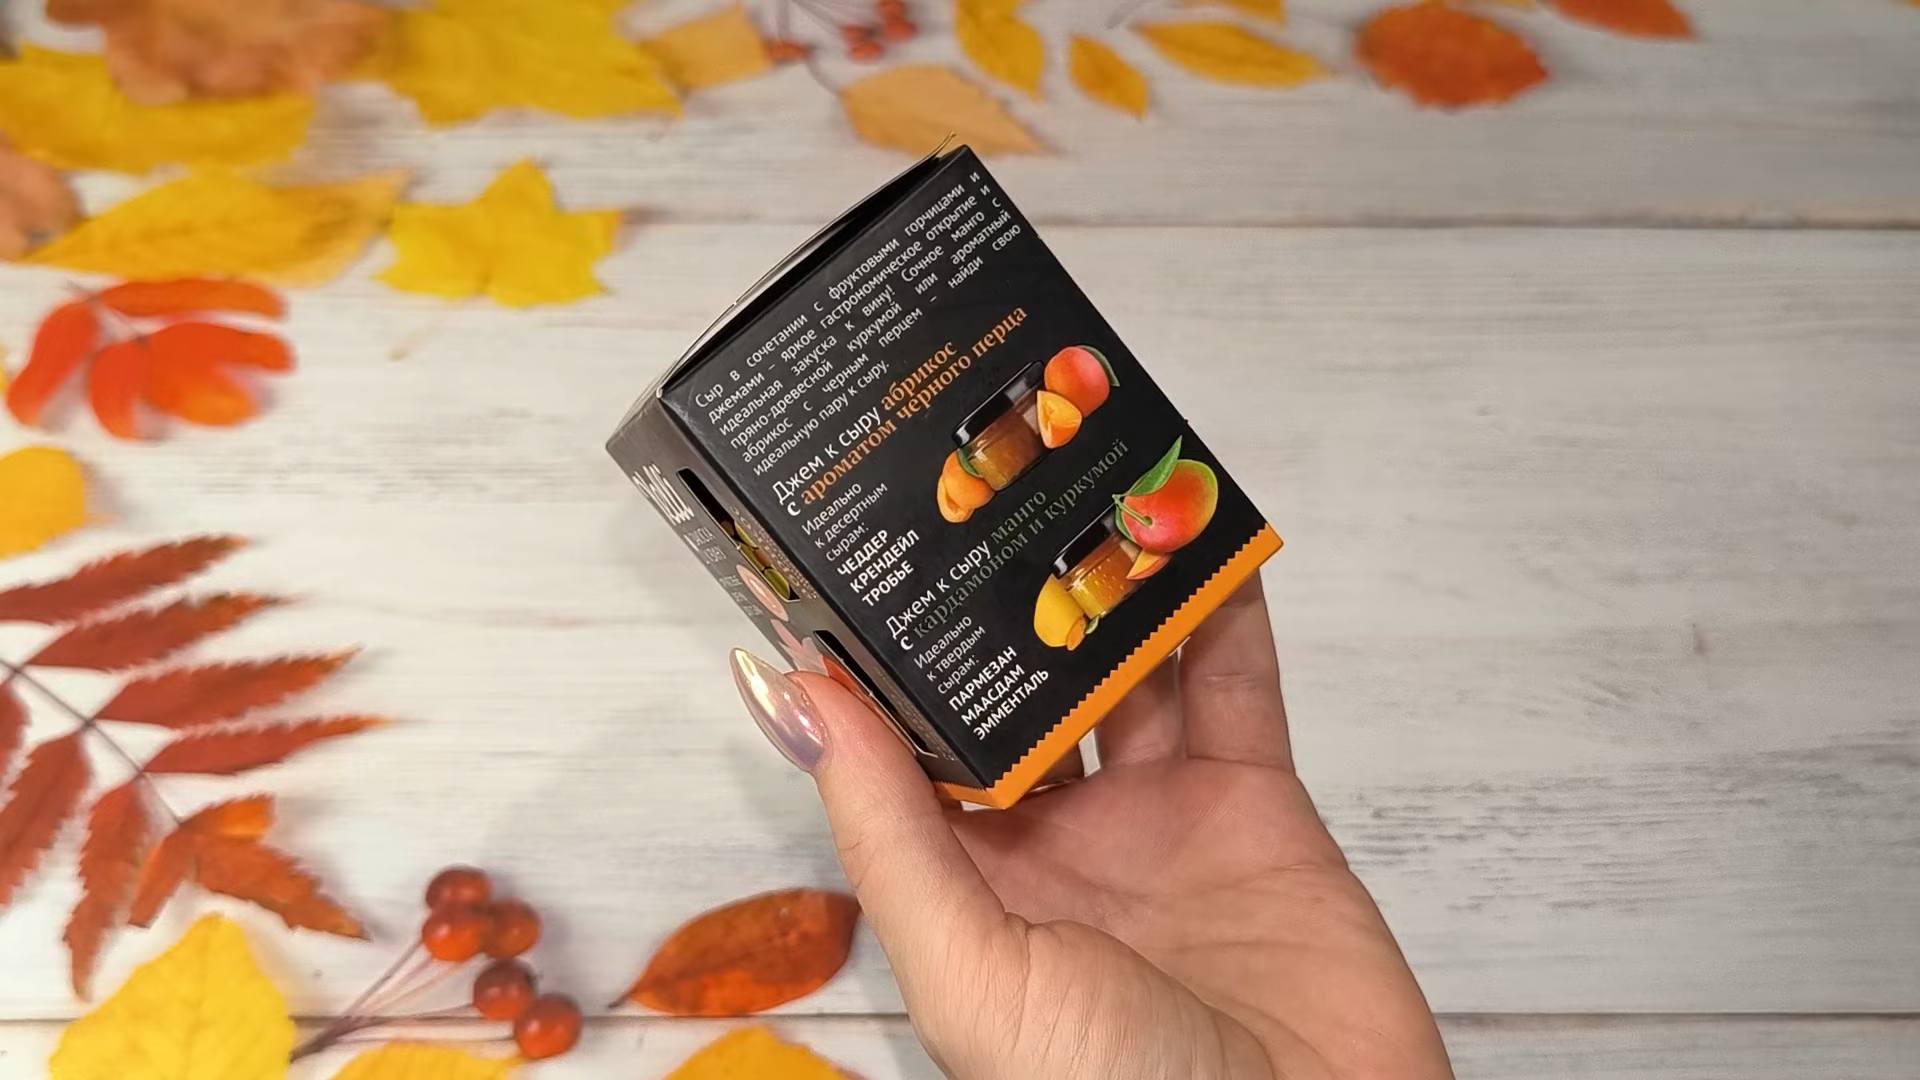 Сыр в сочетании с фруктовыми горчицами и
джемами – яркое гастрономическое открытие и
идеальная закуска к вину! Сочное манго с
пряно-древесной куркумой или ароматный
абрикос с черным перцем – найди свою
идеальную пару к сыру.
Джем к сыру абрикос
с ароматом черного перца
Идеально
к десертным
сырам:
ЧЕДДЕР
КРЕНДЕЙЛ
ТРОБЬЕ
Джем к сыру манго
с кардамоном и куркумой
Идеально
к твердым
сырам:
ПАРМЕЗАН
МААСДАМ
ЭММЕНТАЛЬ